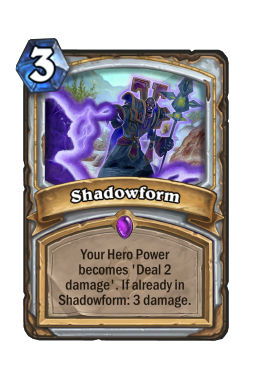 3
Shadowform
Your Hero Power
becomes 'Deal 2
damage'. If already in
Shadowform: 3 damage.